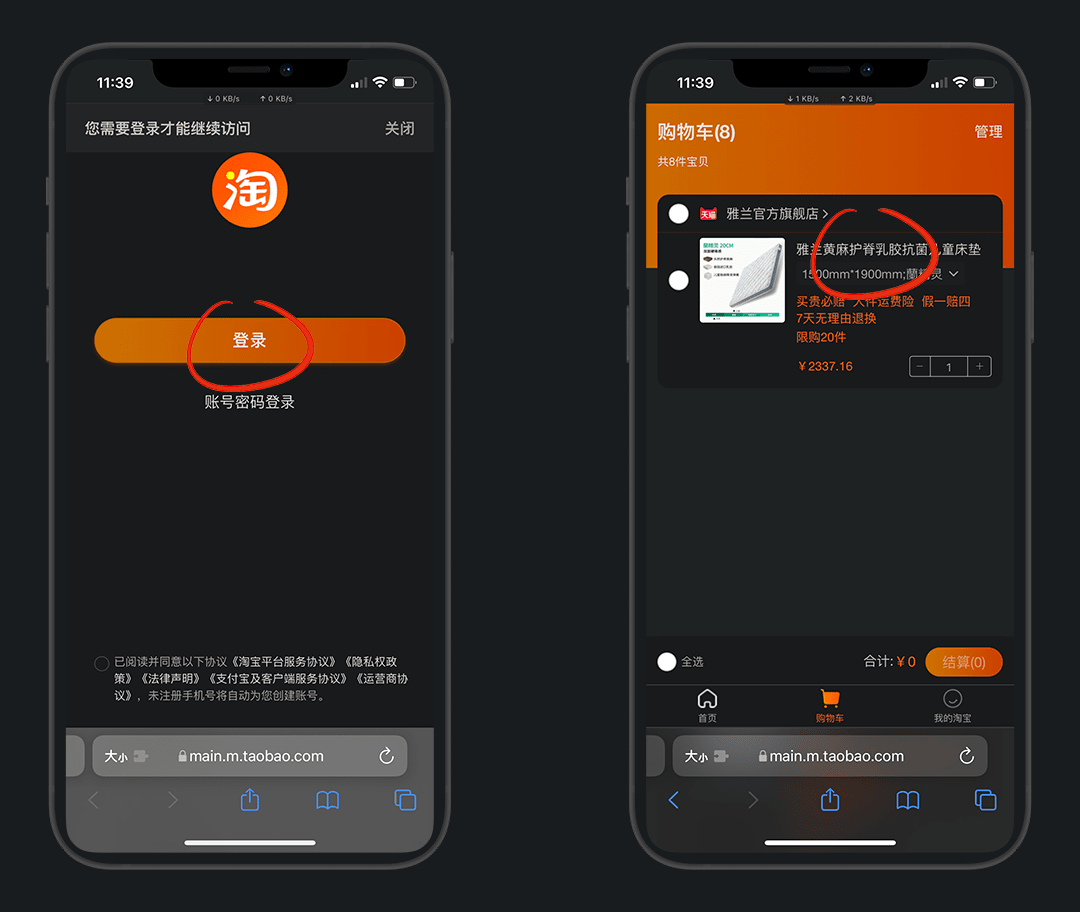 11:39
↓ 0 KB/s ↑ 0 KB/s
您需要登录才能继续访问 关闭
淘
登录
账号密码登录
已阅读并同意以下协议《淘宝平台服务协议》《隐私权政
策》《法律声明》《支付宝及客户端服务协议》《运营商协
议》，未注册手机号将自动为您创建账号。
大小 main.m.taobao.com
11:39
↓ 1 KB/s ↑ 2 KB/s
购物车(8) 管理
共8件宝贝
天猫 雅兰官方旗舰店
20CM
雅兰黄麻护脊乳胶抗菌儿童床垫
1500mm*1900mm;蘭精灵
买贵必赔 大件运费险 假一赔四
7天无理由退换
限购20件
￥2337.16 − 1 +
全选 合计:￥0 结算(0)
首页 购物车 我的淘宝
大小 main.m.taobao.com